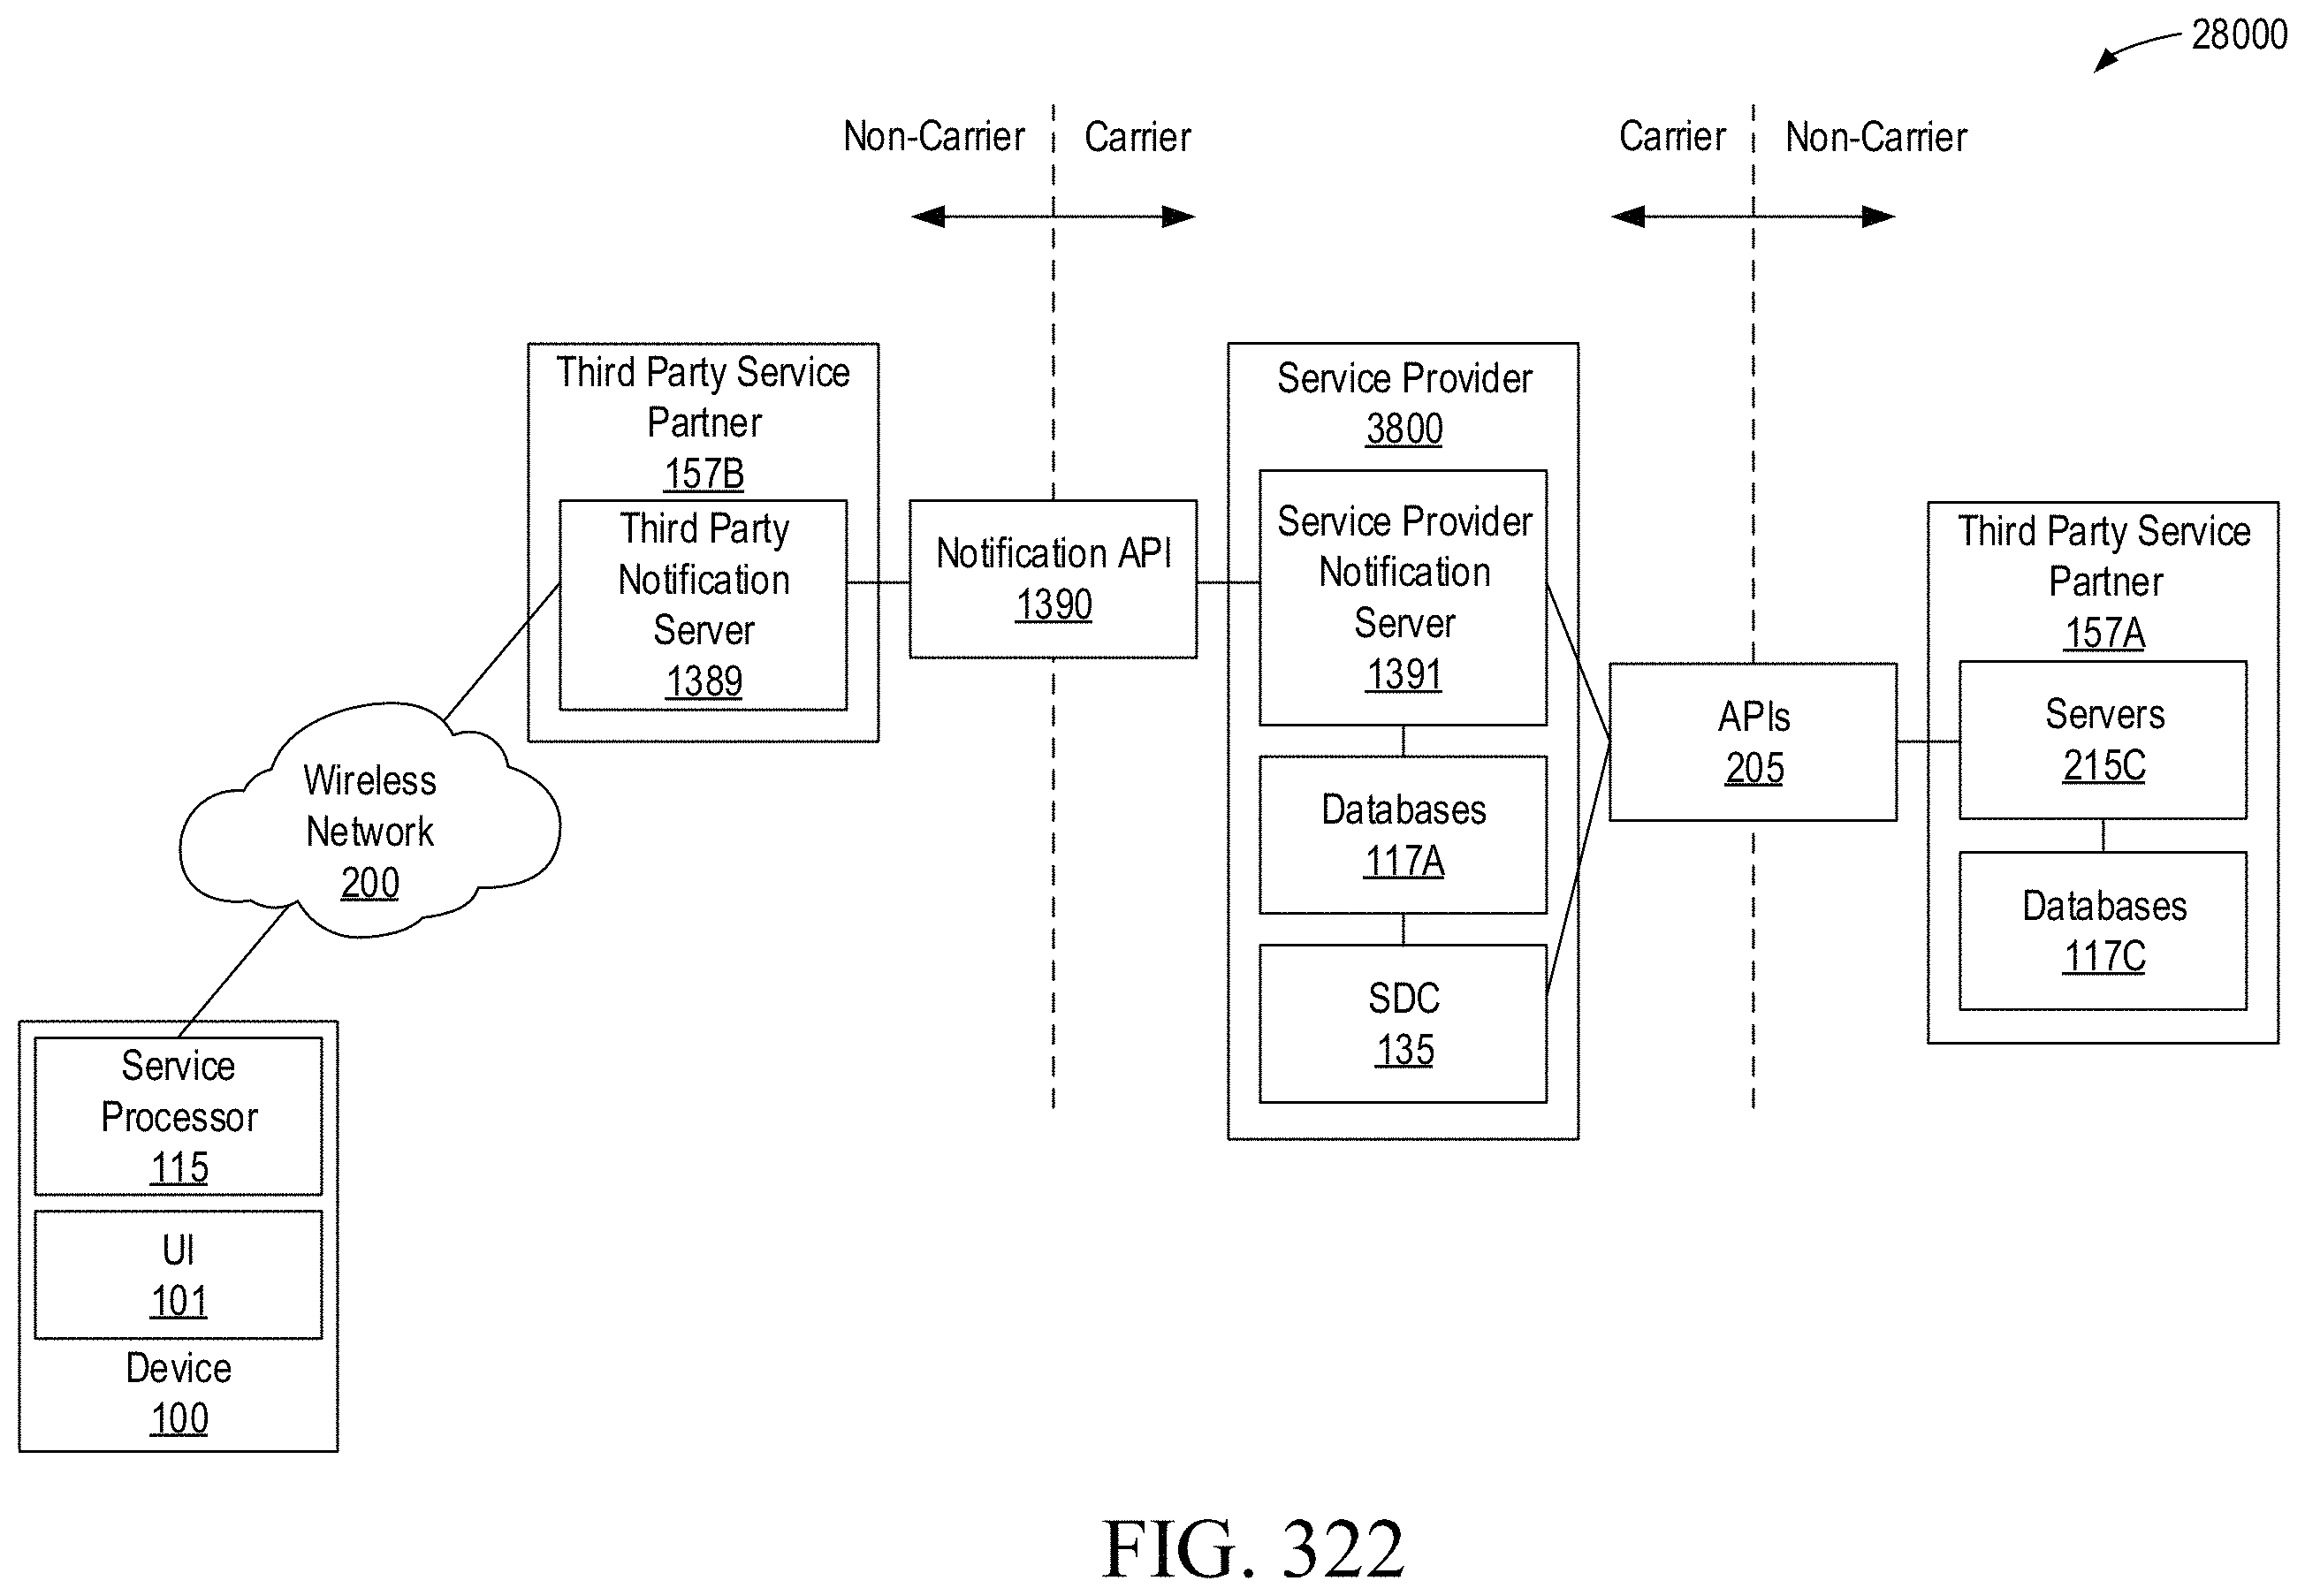 28000
Non-Carrier
Carrier
Carrier
Non-Carrier
Third Party Service
Partner
157B
Third Party
Notification
Server
1389
Notification API
1390
Service Provider
3800
Service Provider
Notification
Server
1391
Databases
117A
SDC
135
APIs
205
Third Party Service
Partner
157A
Servers
215C
Databases
117C
Wireless
Network
200
Service
Processor
115
UI
101
Device
100
FIG. 322